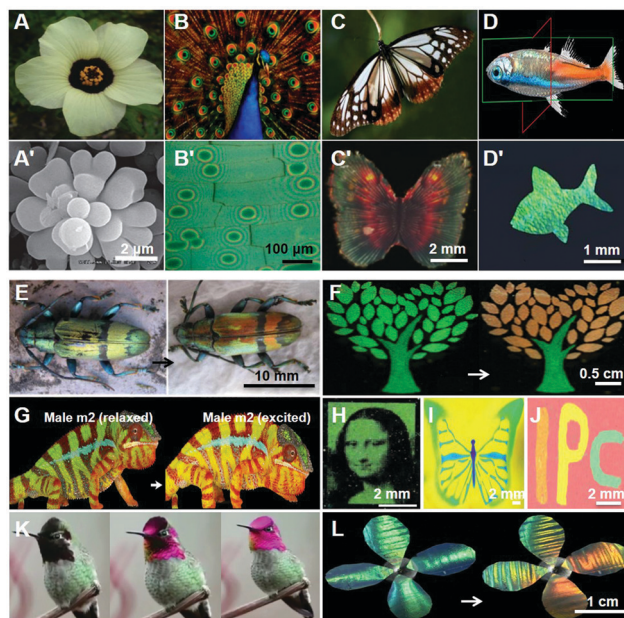 A
B
C
D
A'
2 µm
B'
100 µm
C'
2 mm
D'
1 mm
E
10 mm
F
0.5 cm
G
Male m2 (relaxed)
Male m2 (excited)
H
2 mm
I
2 mm
J
IPC
2 mm
K
L
1 cm